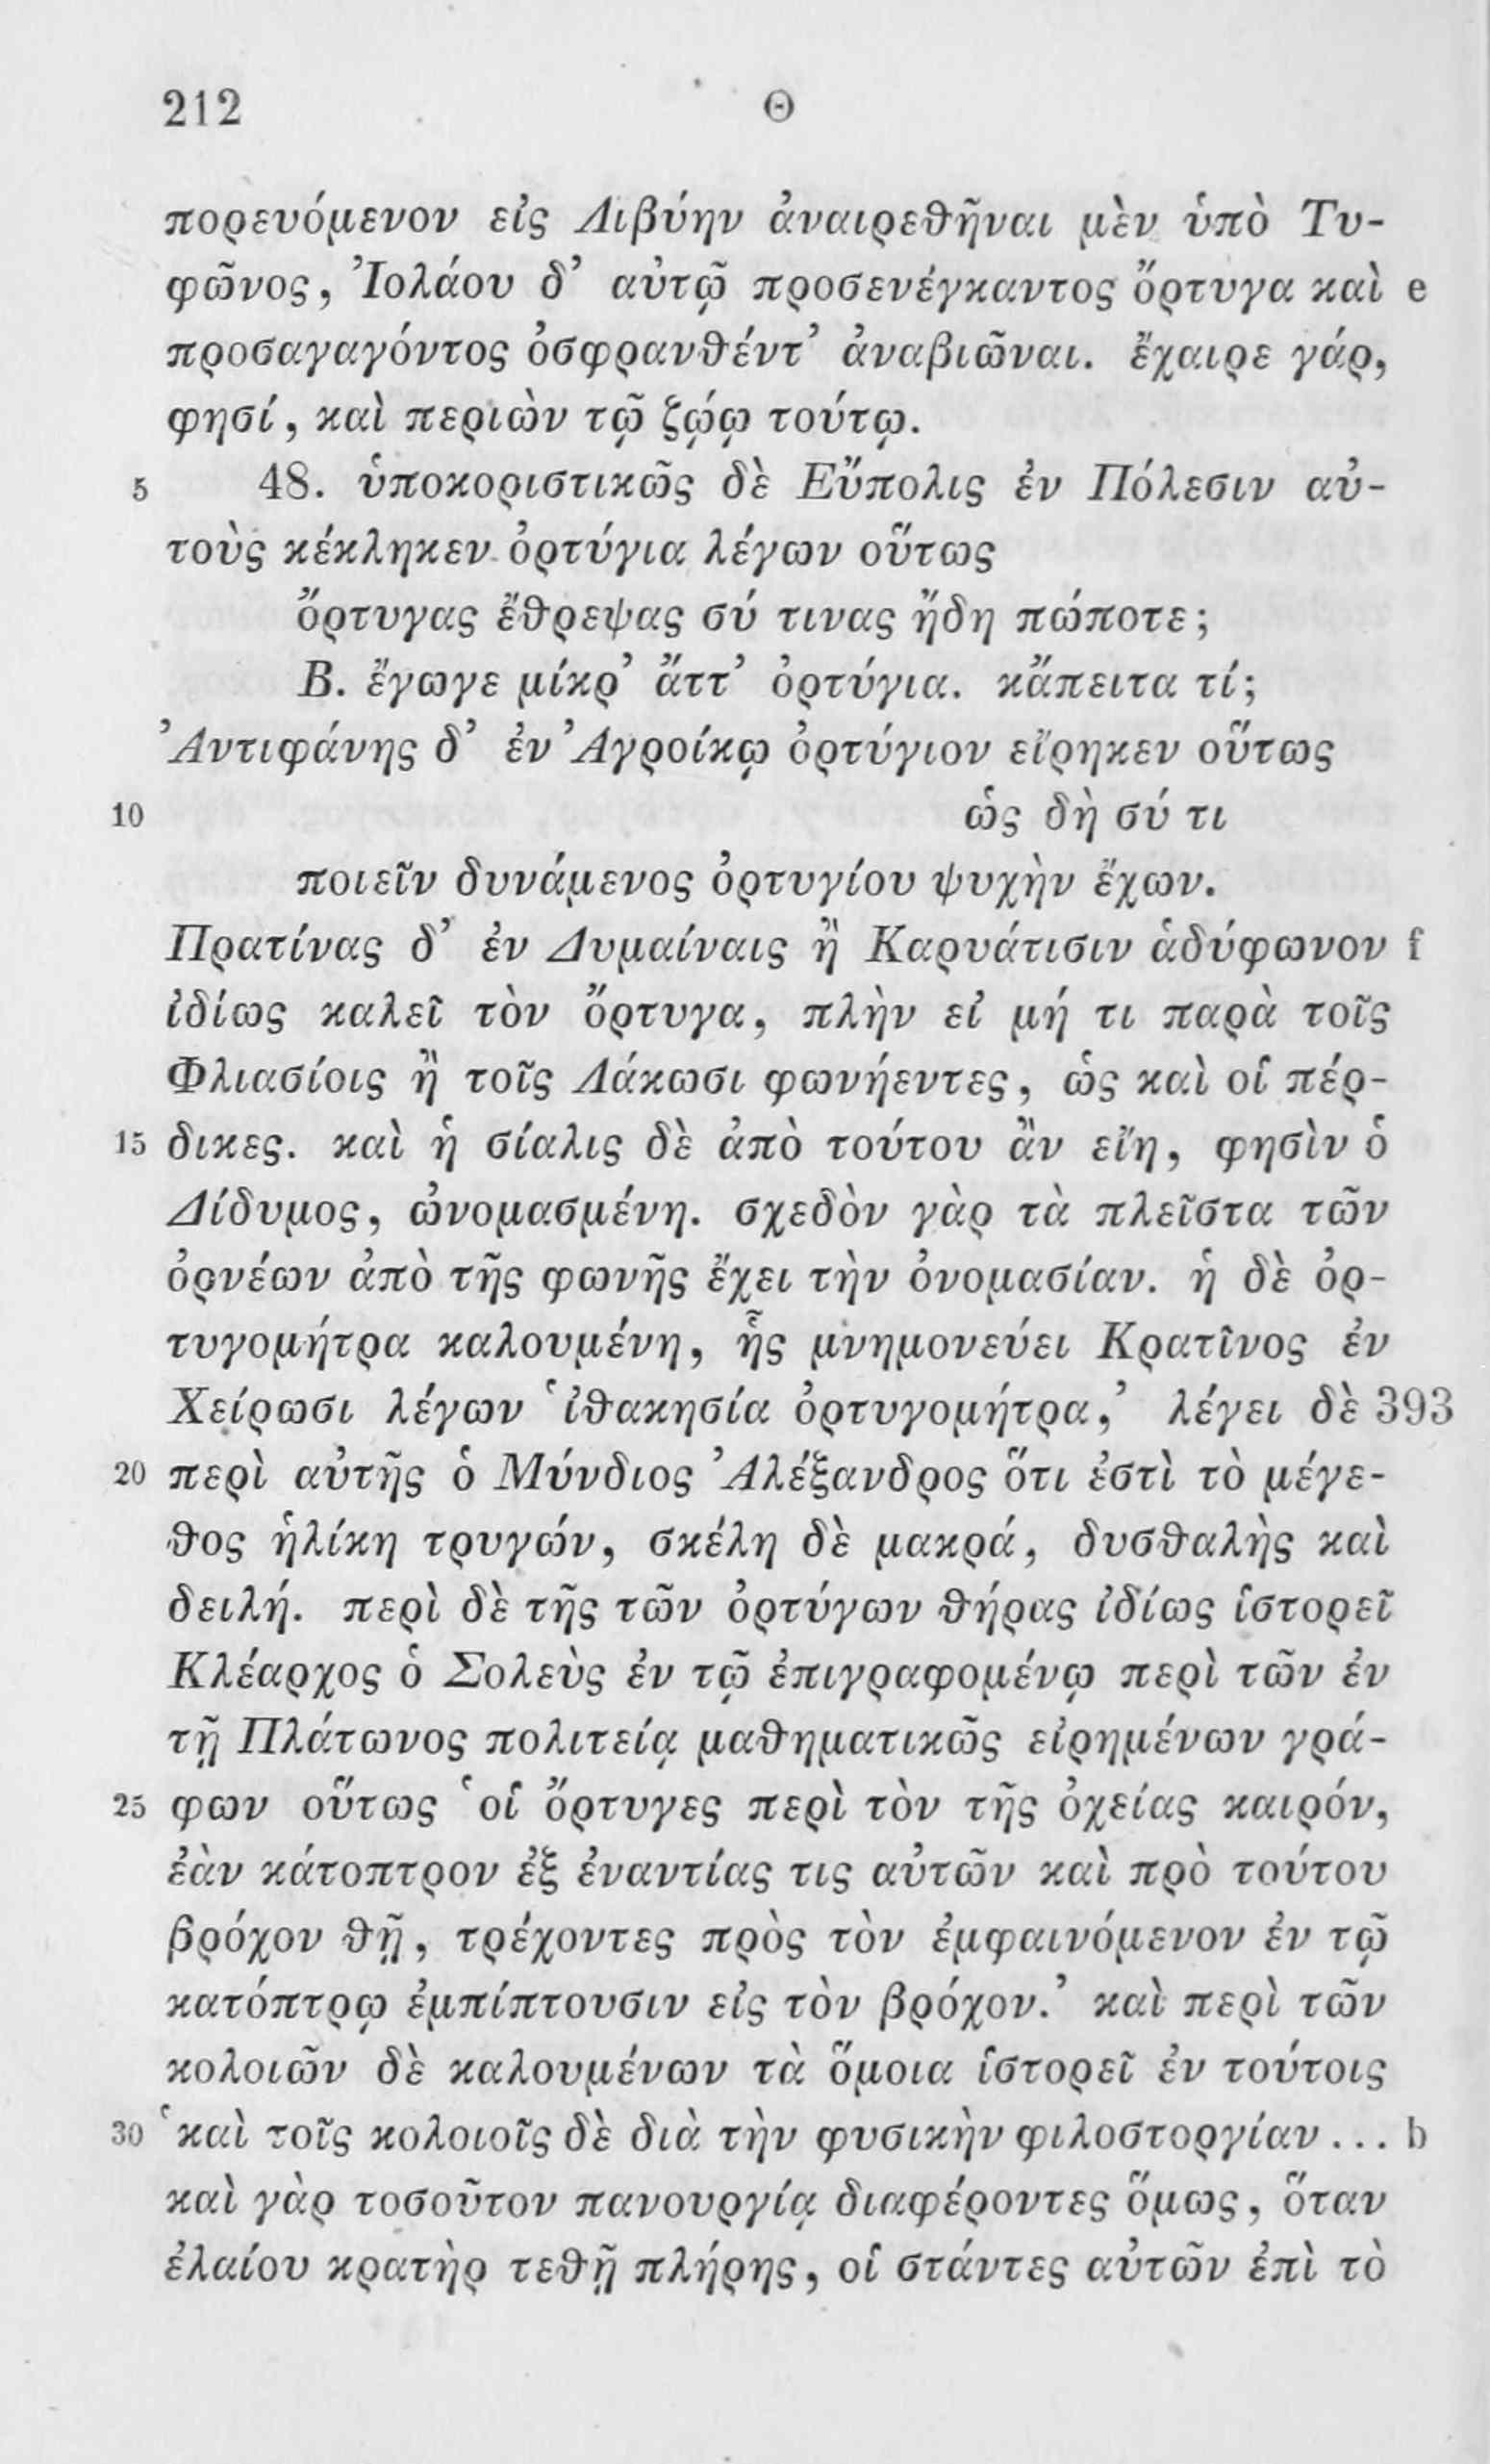 212 Θ
πορευόμενον εἰς Λιβύην ἀναιρεθῆναι μὲν ὑπὸ Τυ-
φῶνος, Ἰολάου δ’ αὐτῷ προσενέγκαντος ὄρτυγα καὶ e
προσαγαγόντος ὀσφρανθέντ’ ἀναβιῶναι. ἔχαιρε γάρ,
φησί, καὶ περιὼν τῷ ζῴῳ τούτῳ.
5 48. ὑποκοριστικῶς δὲ Εὔπολις ἐν Πόλεσιν αὐ-
τοὺς κέκληκεν ὀρτύγια λέγων οὕτως
ὄρτυγας ἔθρεψας σύ τινας ἤδη πώποτε;
Β. ἔγωγε μίκρ’ ἄττ’ ὀρτύγια. κἄπειτα τί;
Ἀντιφάνης δ’ ἐν Ἀγροίκῳ ὀρτύγιον εἴρηκεν οὕτως
10 ὡς δὴ σύ τι
ποιεῖν δυνάμενος ὀρτυγίου ψυχὴν ἔχων.
Πρατίνας δ’ ἐν Δυμαίναις ἢ Καρυάτισιν ἁδύφωνον f
ἰδίως καλεῖ τὸν ὄρτυγα, πλὴν εἰ μή τι παρὰ τοῖς
Φλιασίοις ἢ τοῖς Λάκωσι φωνήεντες, ὡς καὶ οἱ πέρ-
15 δικες. καὶ ἡ σίαλις δὲ ἀπὸ τούτου ἂν εἴη, φησὶν ὁ
Δίδυμος, ὠνομασμένη. σχεδὸν γὰρ τὰ πλεῖστα τῶν
ὀρνέων ἀπὸ τῆς φωνῆς ἔχει τὴν ὀνομασίαν. ἡ δὲ ὀρ-
τυγομήτρα καλουμένη, ἧς μνημονεύει Κρατῖνος ἐν
Χείρωσι λέγων ‘ἰθακησία ὀρτυγομήτρα,’ λέγει δὲ 393
20 περὶ αὐτῆς ὁ Μύνδιος Ἀλέξανδρος ὅτι ἐστὶ τὸ μέγε-
θος ἡλίκη τρυγών, σκέλη δὲ μακρά, δυσθαλὴς καὶ
δειλή. περὶ δὲ τῆς τῶν ὀρτύγων θήρας ἰδίως ἱστορεῖ
Κλέαρχος ὁ Σολεὺς ἐν τῷ ἐπιγραφομένῳ περὶ τῶν ἐν
τῇ Πλάτωνος πολιτείᾳ μαθηματικῶς εἰρημένων γρά-
25 φων οὕτως ‘οἱ ὄρτυγες περὶ τὸν τῆς ὀχείας καιρόν,
ἐὰν κάτοπτρον ἐξ ἐναντίας τις αὐτῶν καὶ πρὸ τούτου
βρόχον θῇ, τρέχοντες πρὸς τὸν ἐμφαινόμενον ἐν τῷ
κατόπτρῳ ἐμπίπτουσιν εἰς τὸν βρόχον.’ καὶ περὶ τῶν
κολοιῶν δὲ καλουμένων τὰ ὅμοια ἱστορεῖ ἐν τούτοις
30 ‘καὶ τοῖς κολοιοῖς δὲ διὰ τὴν φυσικὴν φιλοστοργίαν ... b
καὶ γὰρ τοσοῦτον πανουργίᾳ διαφέροντες ὅμως, ὅταν
ἐλαίου κρατὴρ τεθῇ πλήρης, οἱ στάντες αὐτῶν ἐπὶ τὸ